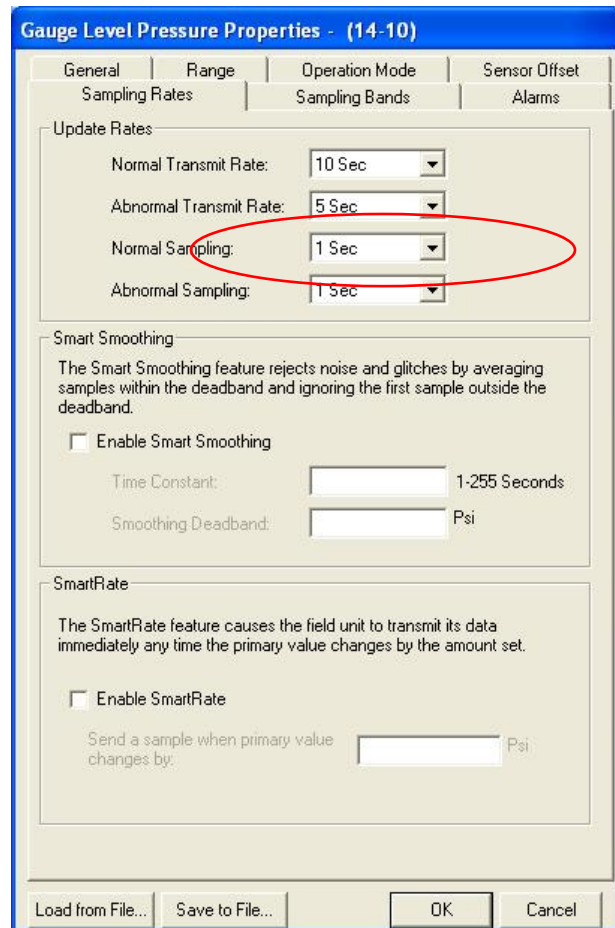 Gauge Level Pressure Properties - (14-10)
General Range Operation Mode Sensor Offset
Sampling Rates Sampling Bands Alarms
Update Rates
Normal Transmit Rate: 10 Sec
Abnormal Transmit Rate: 5 Sec
Normal Sampling: 1 Sec
Abnormal Sampling: 1 Sec
Smart Smoothing
The Smart Smoothing feature rejects noise and glitches by averaging
samples within the deadband and ignoring the first sample outside the
deadband.
Enable Smart Smoothing
Time Constant: 1-255 Seconds
Smoothing Deadband: Psi
SmartRate
The SmartRate feature causes the field unit to transmit its data
immediately any time the primary value changes by the amount set.
Enable SmartRate
Send a sample when primary value
changes by: Psi
Load from File... Save to File... OK Cancel